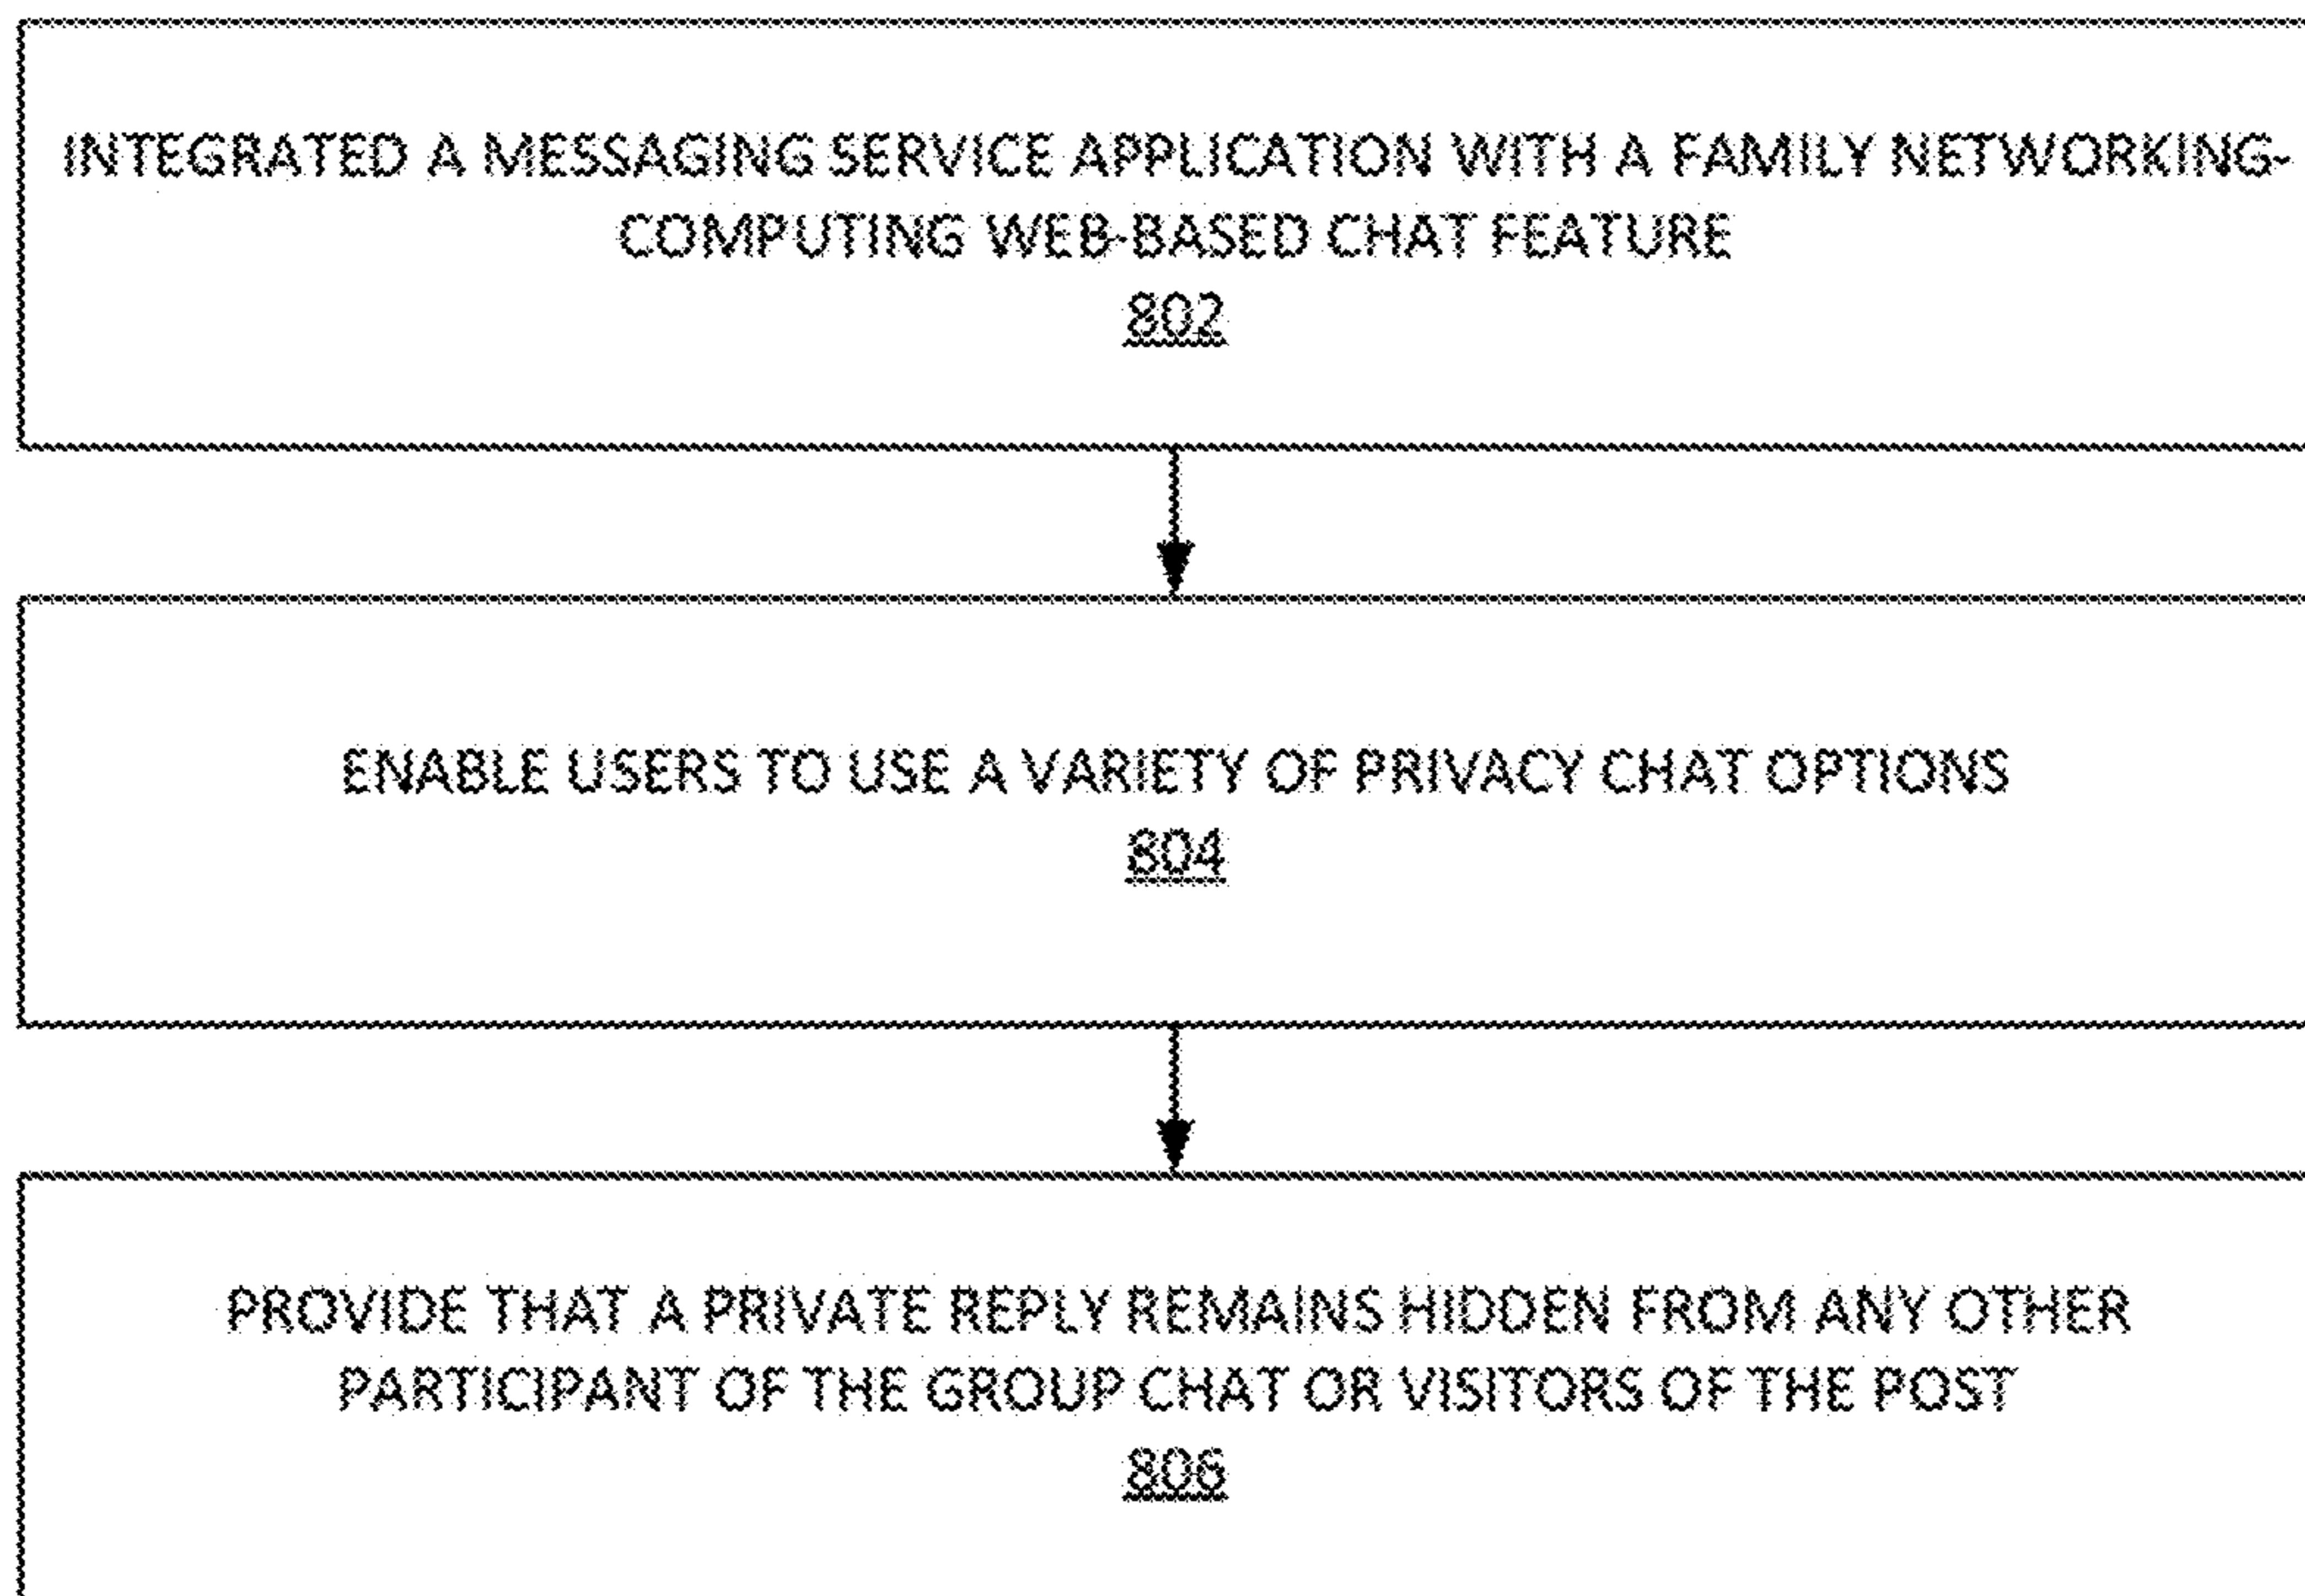 INTEGRATED A MESSAGING SERVICE APPLICATION WITH A FAMILY NETWORKING-
COMPUTING WEB-BASED CHAT FEATURE
802
ENABLE USERS TO USE A VARIETY OF PRIVACY CHAT OPTIONS
804
PROVIDE THAT A PRIVATE REPLY REMAINS HIDDEN FROM ANY OTHER
PARTICIPANT OF THE GROUP CHAT OR VISITORS OF THE POST
806